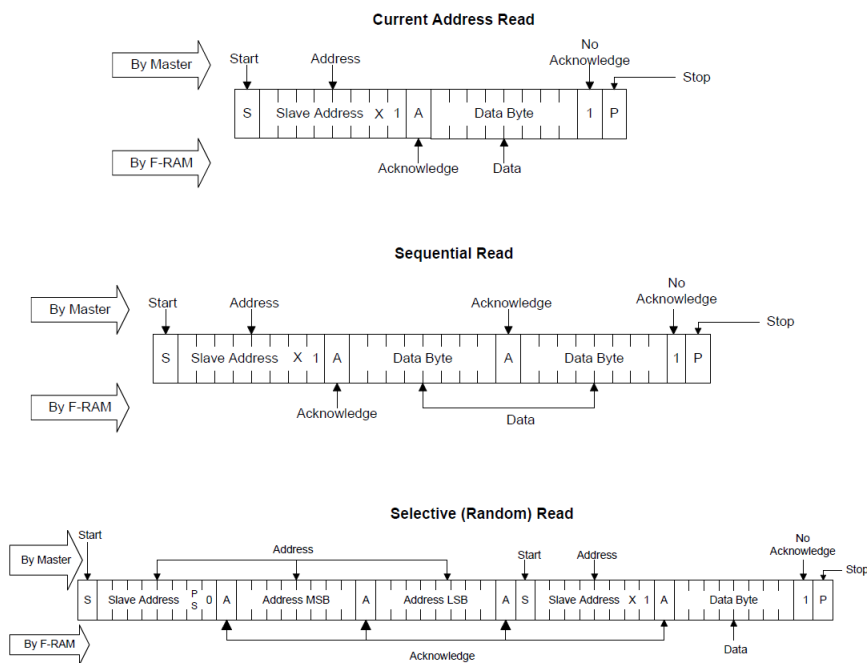 Current Address Read
By Master
Start
Address
No
Acknowledge
Stop
S Slave Address X 1 A Data Byte 1 P
By F-RAM
Acknowledge
Data
Sequential Read
By Master
Start
Address
Acknowledge
No
Acknowledge
Stop
S Slave Address X 1 A Data Byte A Data Byte 1 P
By F-RAM
Acknowledge
Data
Selective (Random) Read
Start
By Master
Address
Start
Address
No
Acknowledge
Stop
S Slave Address PS 0 A Address MSB A Address LSB A S Slave Address X 1 A Data Byte 1 P
By F-RAM
Acknowledge
Data